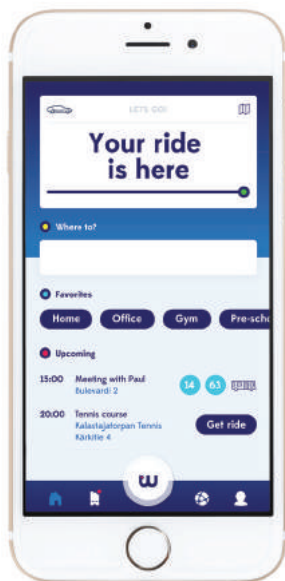 LETS GO!
Your ride
is here
Where to?
Favorites
Home Office Gym Pre-scho
Upcoming
15:00 Meeting with Paul 14 63
Bulevardi 2
20:00 Tennis course
Kalastajatorpan Tennis Get ride
Kärkitie 4
w